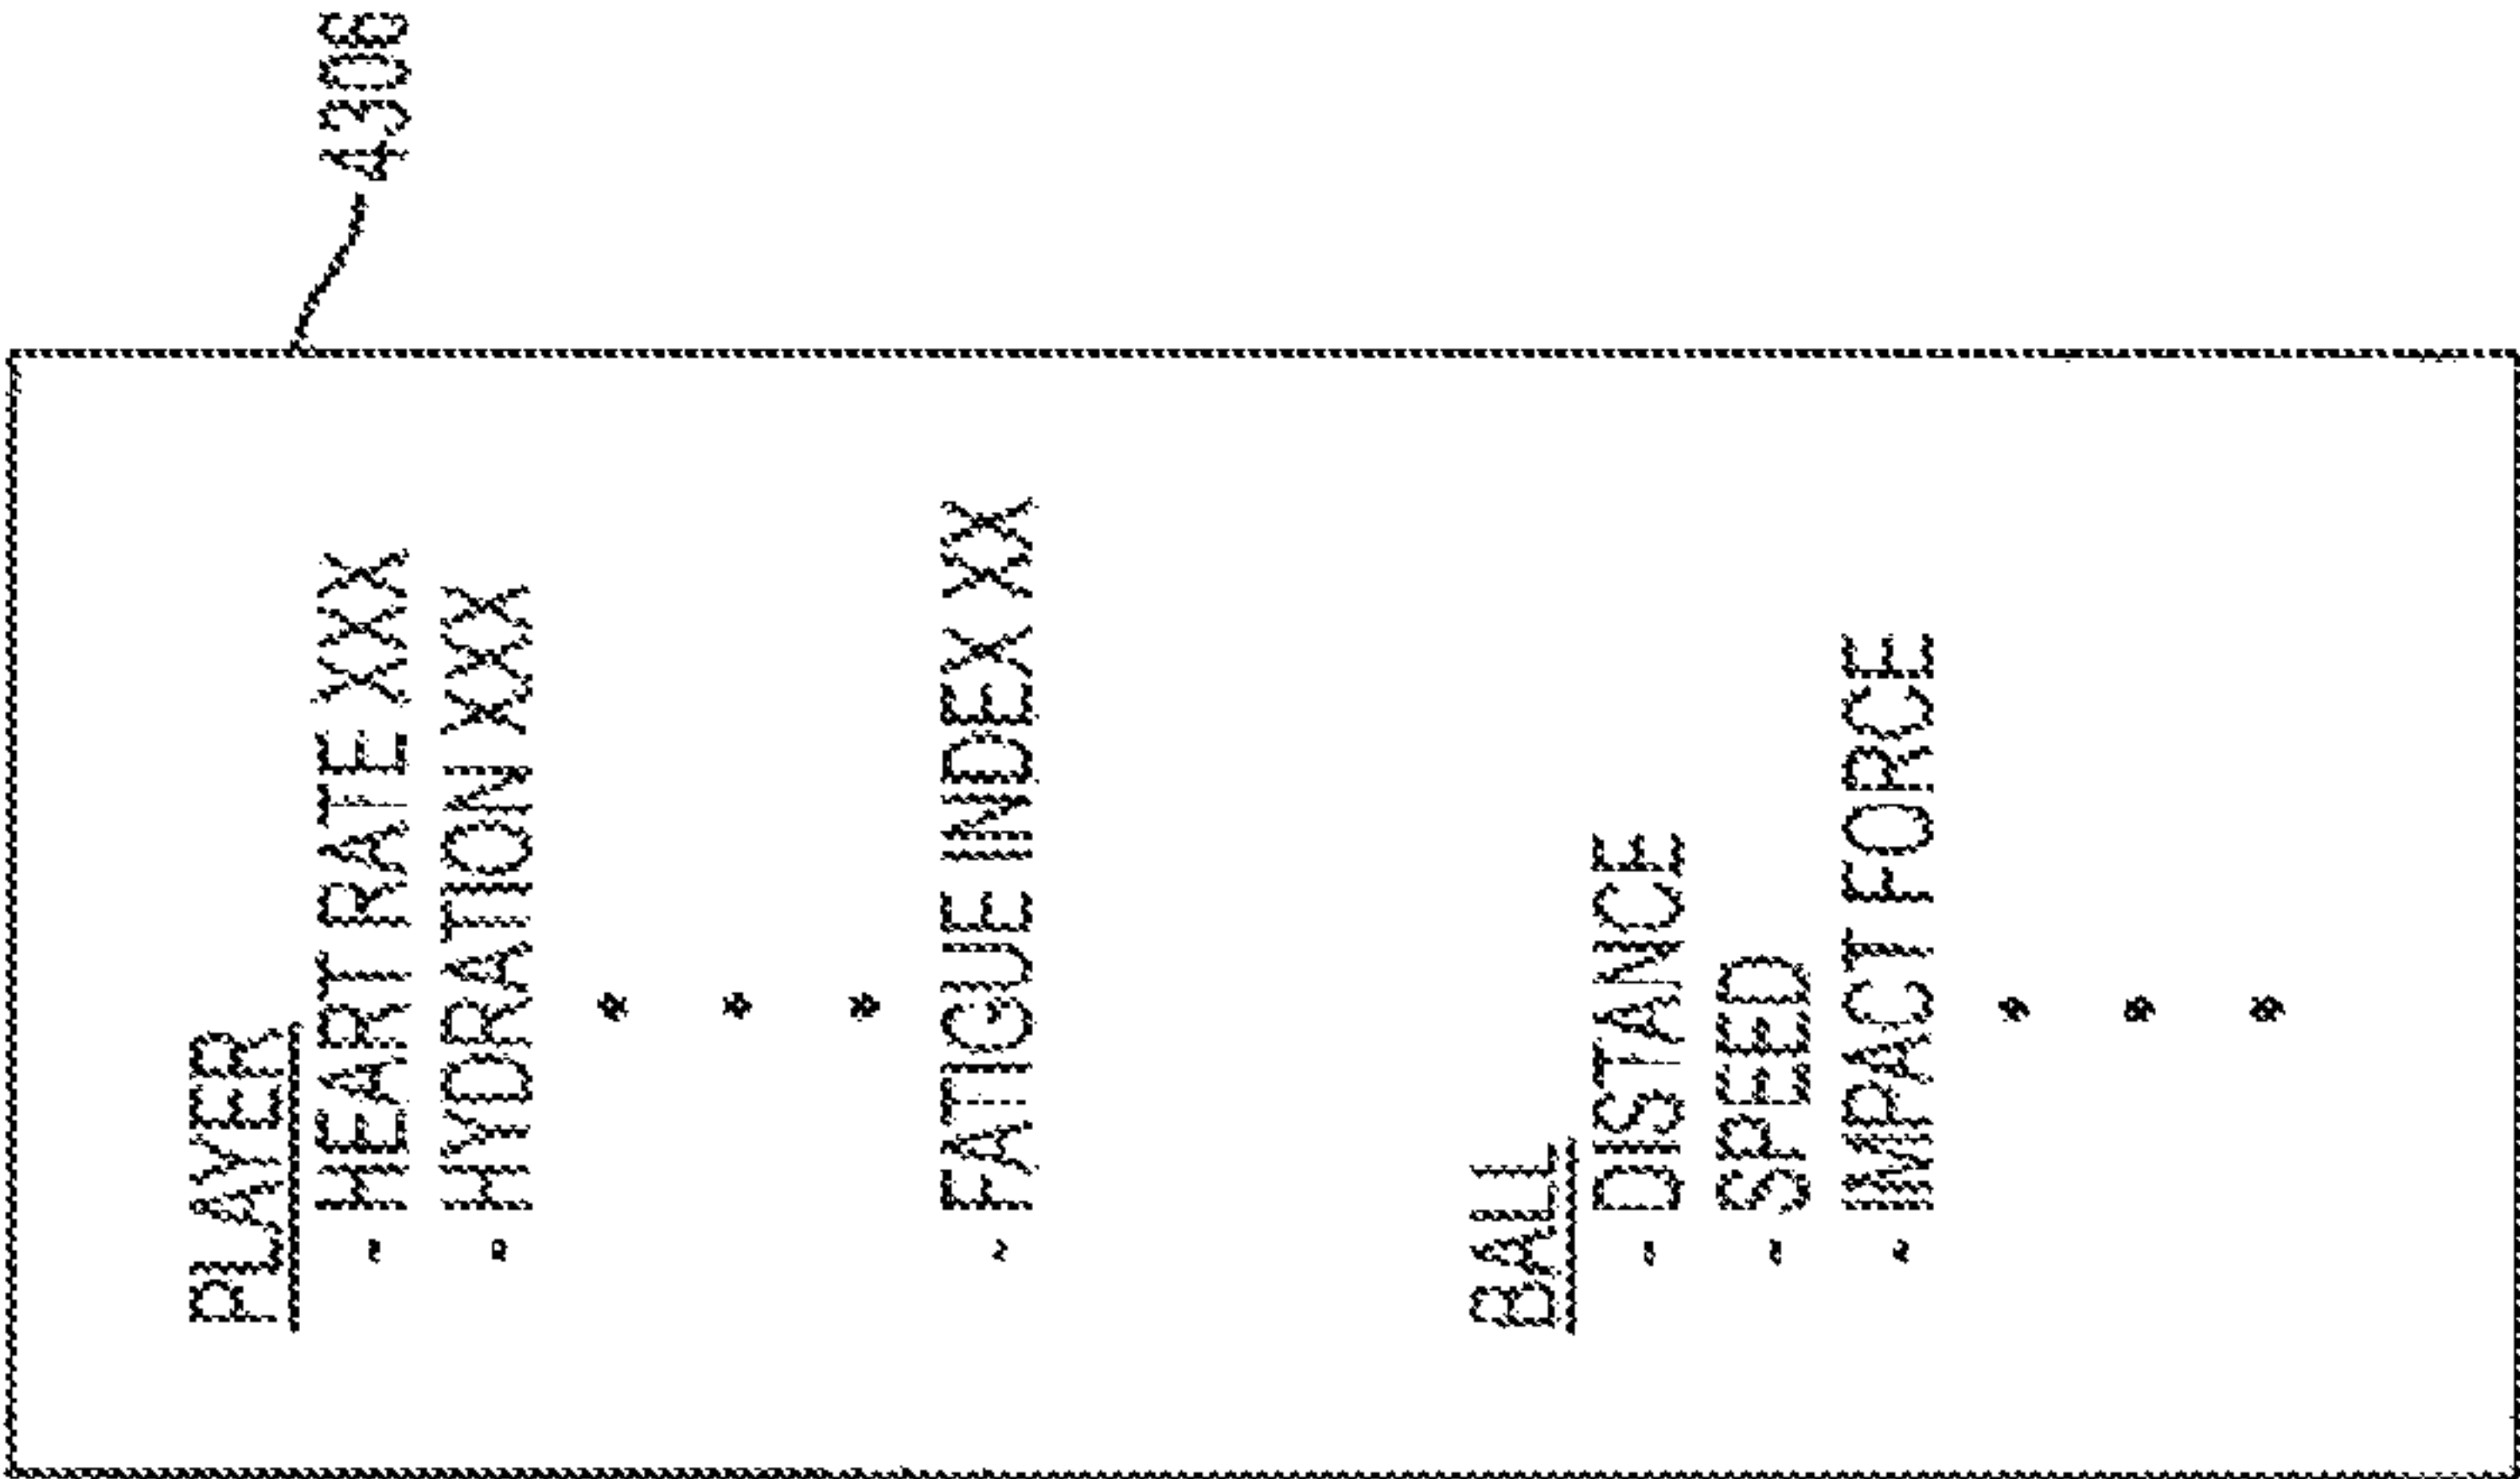 4306
PLAYER
- HEART RATE XXX
- HYDRATION XXX
- FATIGUE INDEX XX
BALL
- DISTANCE
- SPEED
- IMPACT FORCE